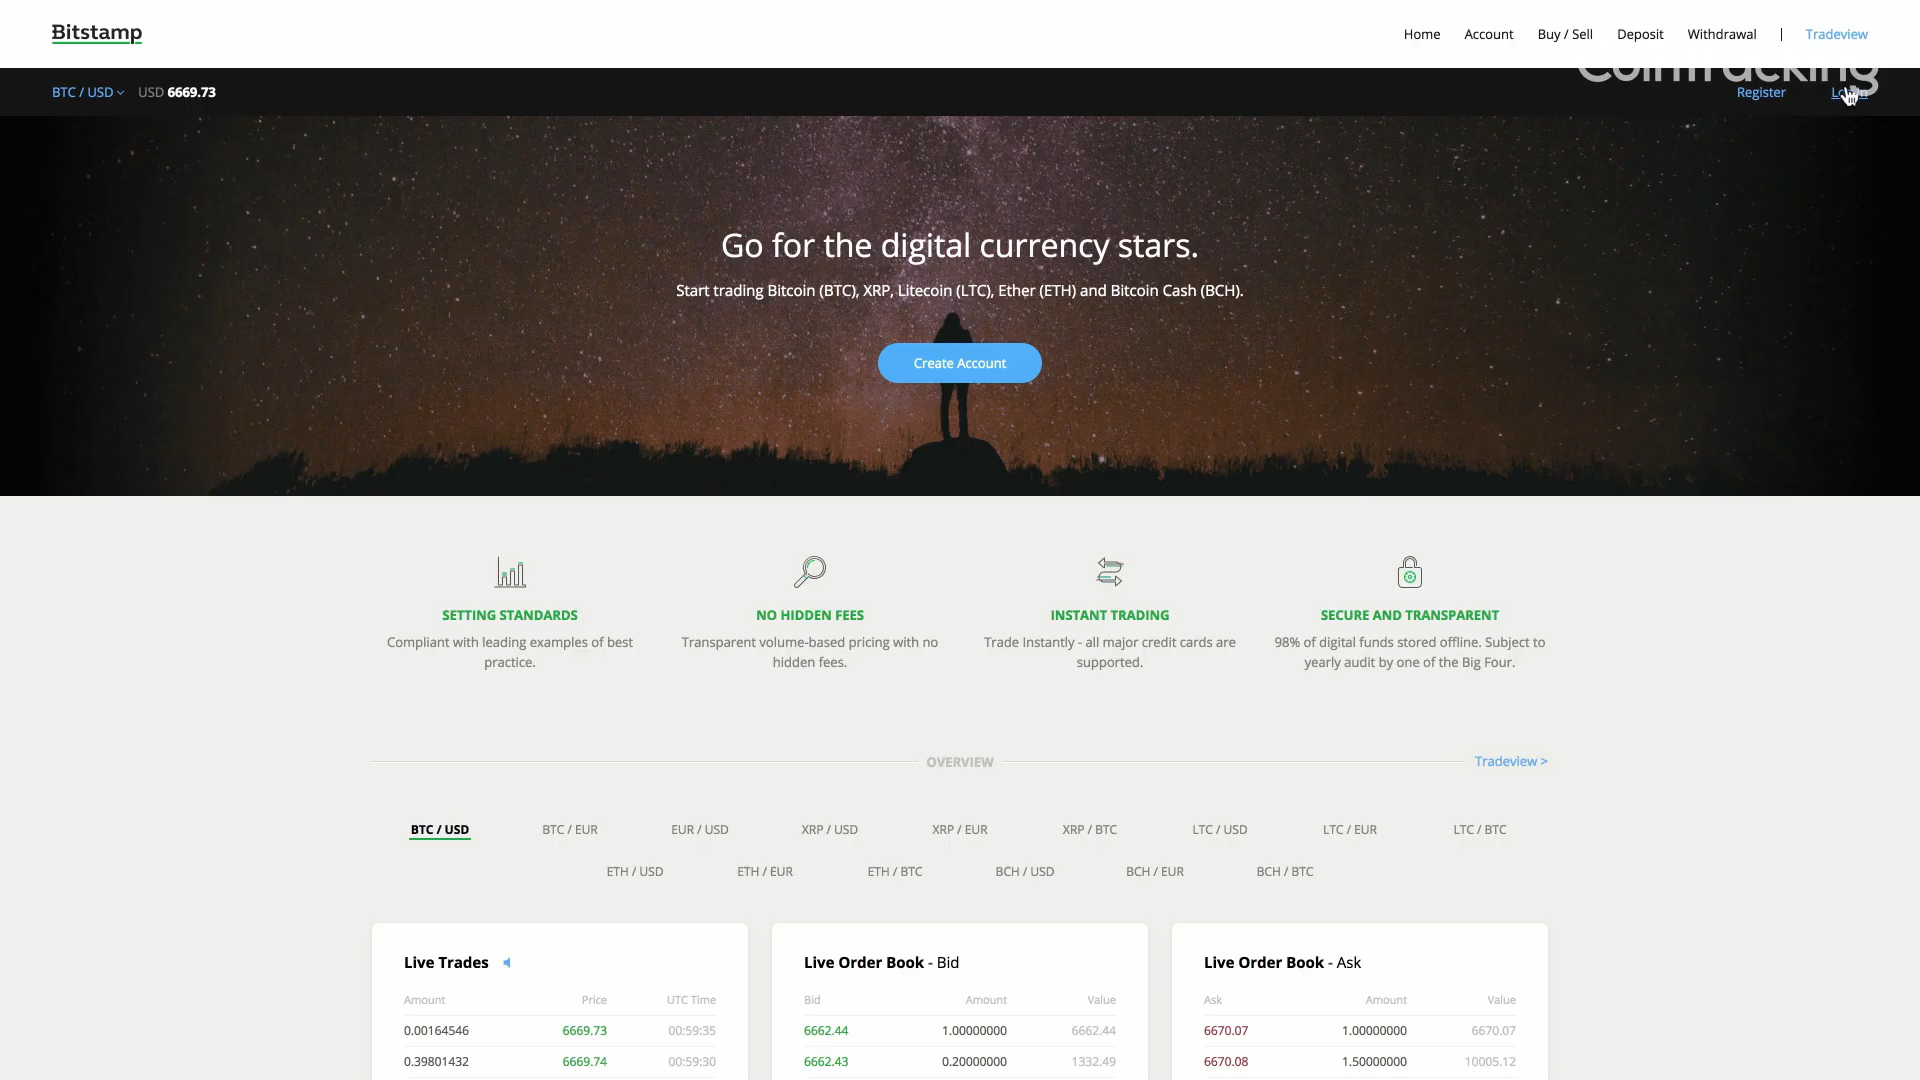 Bitstamp
Home Account Buy / Sell Deposit Withdrawal | Tradeview
CoinTracking
BTC / USD USD 6669.73 Register
Go for the digital currency stars.
Start trading Bitcoin (BTC), XRP, Litecoin (LTC), Ether (ETH) and Bitcoin Cash (BCH).
Create Account
SETTING STANDARDS
Compliant with leading examples of best
practice.
NO HIDDEN FEES
Transparent volume-based pricing with no
hidden fees.
INSTANT TRADING
Trade Instantly - all major credit cards are
supported.
SECURE AND TRANSPARENT
98% of digital funds stored offline. Subject to
yearly audit by one of the Big Four.
OVERVIEW Tradeview >
BTC / USD BTC / EUR EUR / USD XRP / USD XRP / EUR XRP / BTC LTC / USD LTC / EUR LTC / BTC
ETH / USD ETH / EUR ETH / BTC BCH / USD BCH / EUR BCH / BTC
Live Trades
Amount Price UTC Time
0.00164546 6669.73 00:59:35
0.39801432 6669.74 00:59:30
Live Order Book - Bid
Bid Amount Value
6662.44 1.00000000 6662.44
6662.43 0.20000000 1332.49
Live Order Book - Ask
Ask Amount Value
6670.07 1.00000000 6670.07
6670.08 1.50000000 10005.12